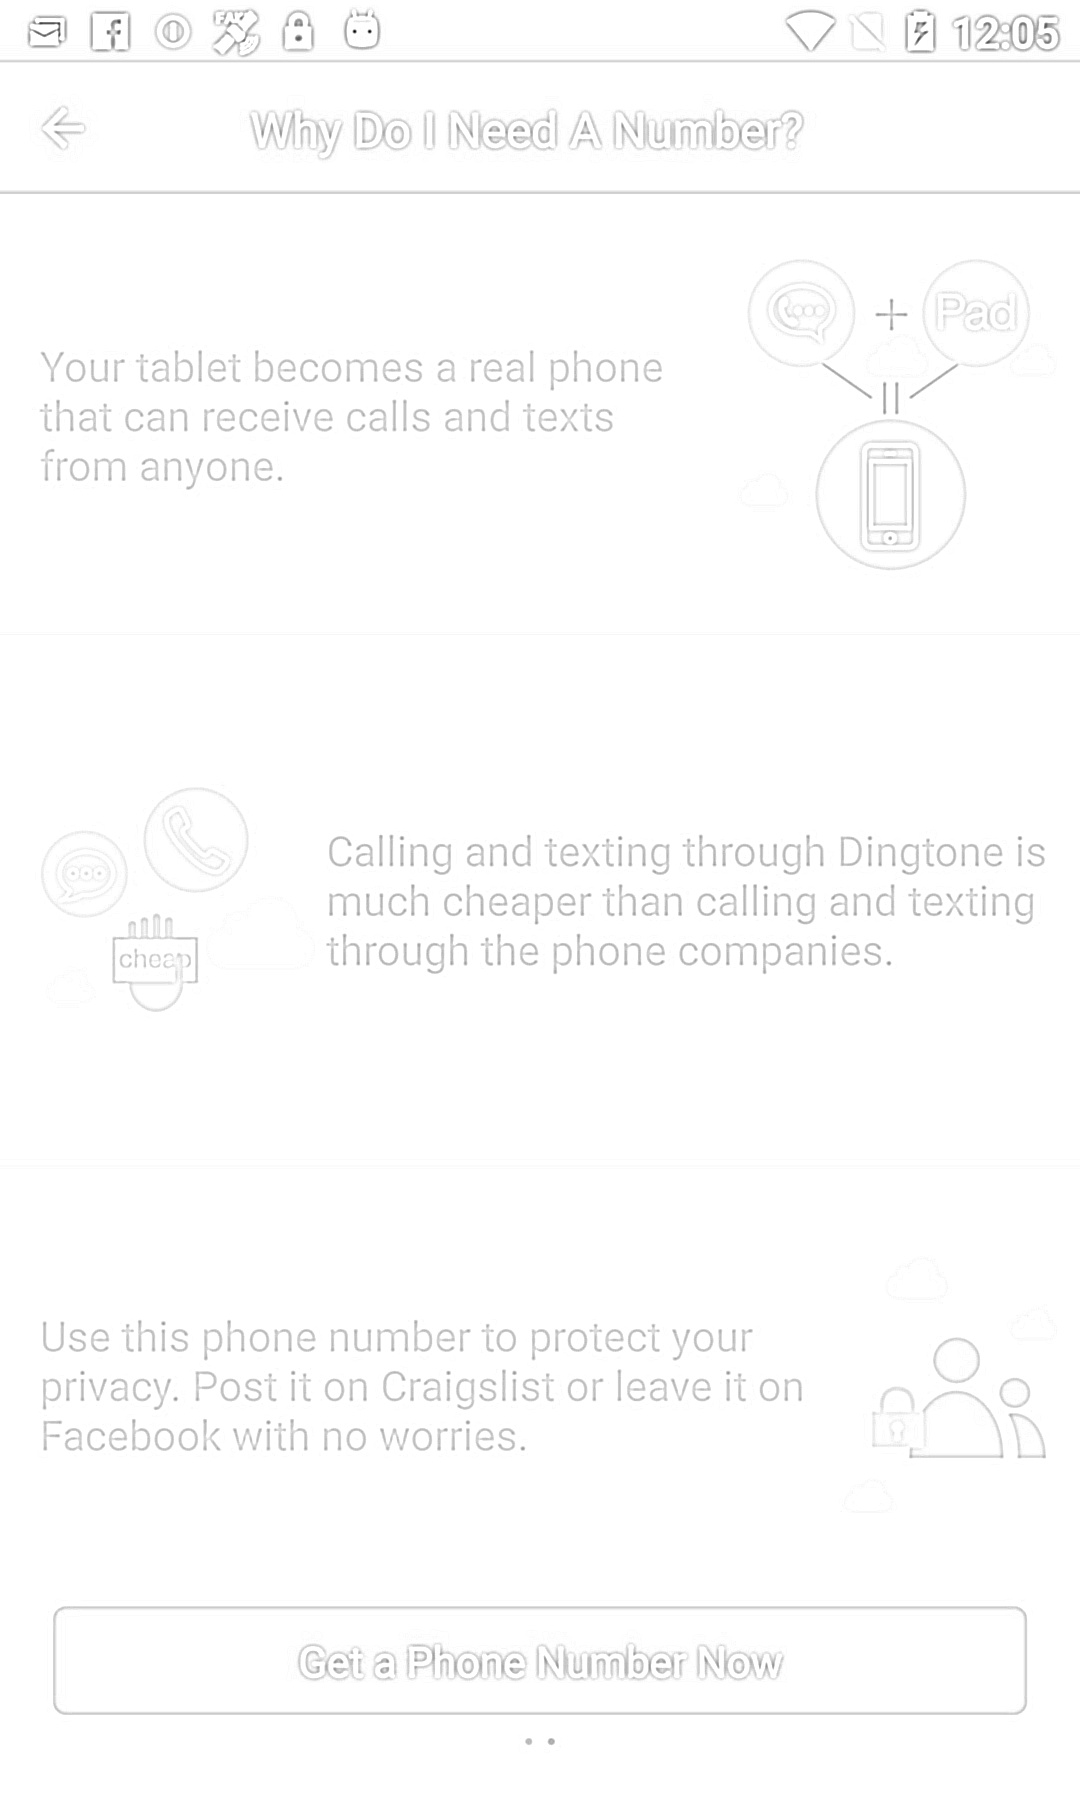 12:05
Why Do I Need A Number?
Pad
Your tablet becomes a real phone
that can receive calls and texts
from anyone.
Calling and texting through Dingtone is
much cheaper than calling and texting
through the phone companies.
cheap
Use this phone number to protect your
privacy. Post it on Craigslist or leave it on
Facebook with no worries.
Get a Phone Number Now